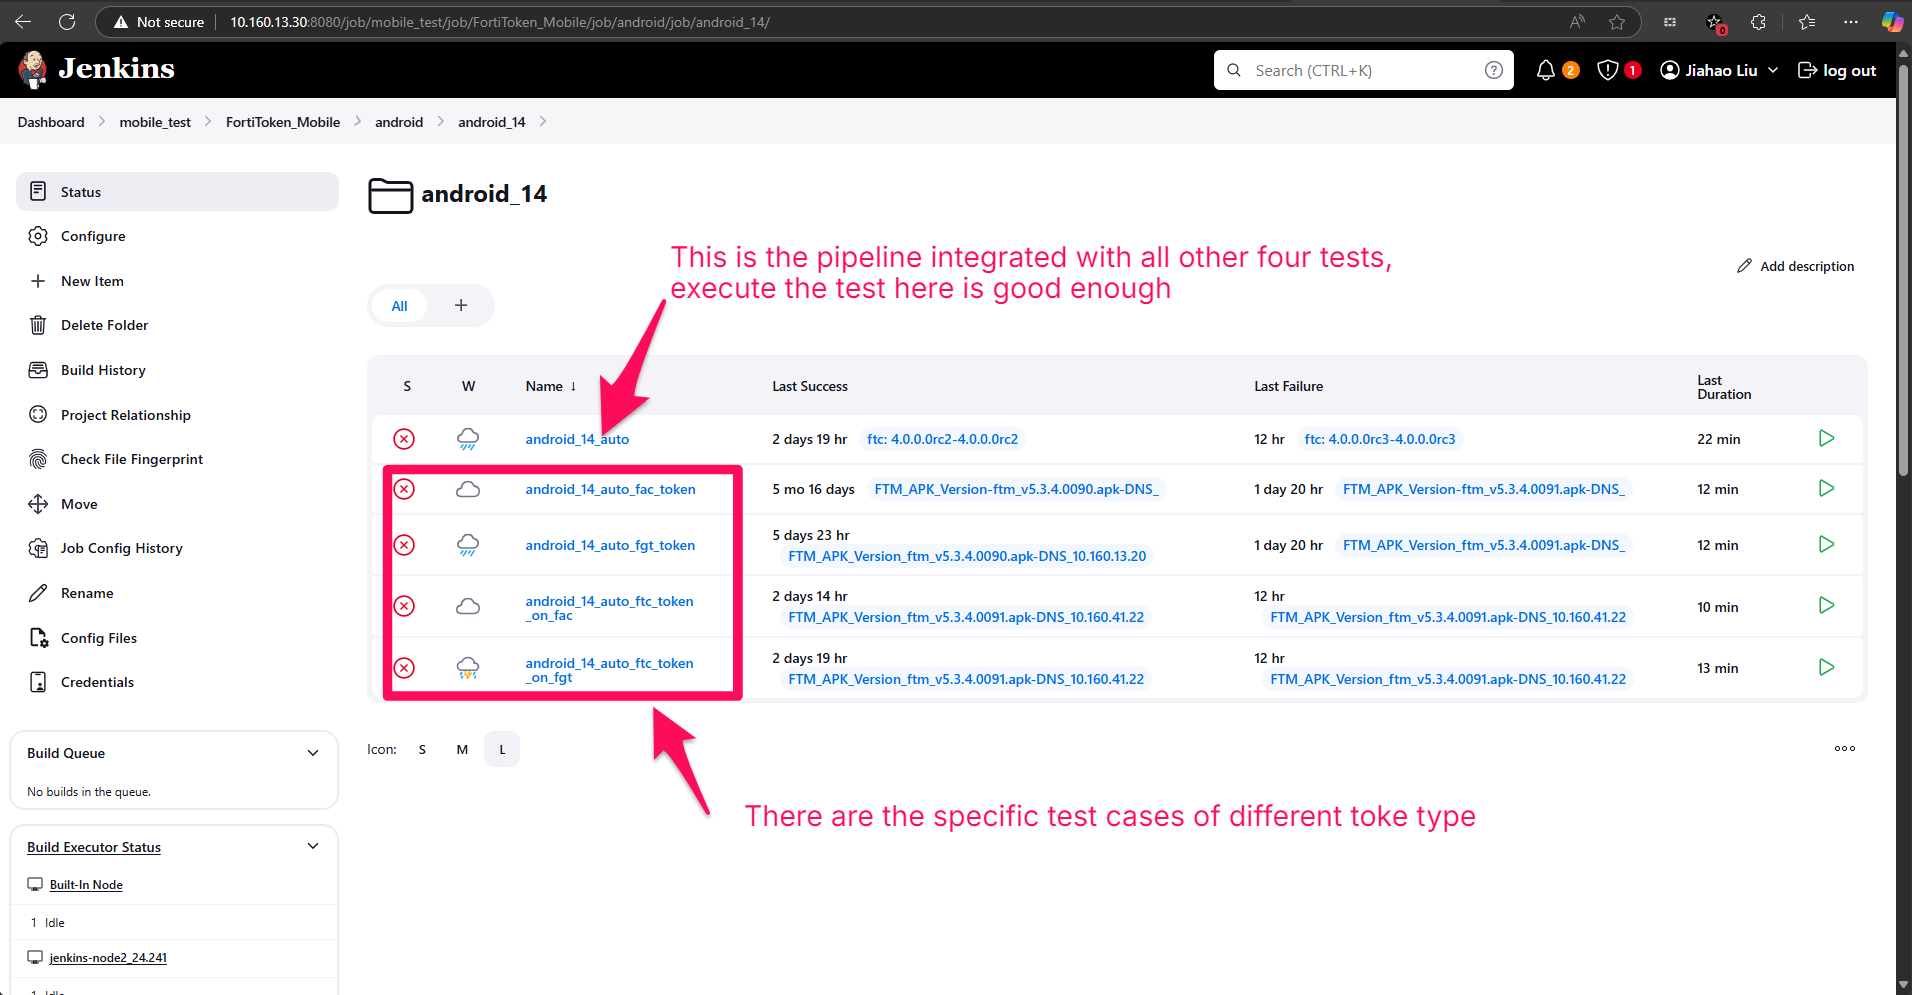 Not secure
10.160.13.30:8080/job/mobile_test/job/FortiToken_Mobile/job/android/job/android_14/
0
Jenkins
Search (CTRL+K)
2
1
Jiahao Liu
log out
Dashboard
mobile_test
FortiToken_Mobile
android
android_14
Status
Configure
New Item
Delete Folder
Build History
Project Relationship
Check File Fingerprint
Move
Job Config History
Rename
Config Files
Credentials
Build Queue
No builds in the queue.
Build Executor Status
Built-In Node
1 Idle
jenkins-node2_24.241
1 Idle
android_14
This is the pipeline integrated with all other four tests,
execute the test here is good enough
Add description
All
+
S W Name ↓ Last Success Last Failure Last
Duration
android_14_auto 2 days 19 hr ftc: 4.0.0.0rc2-4.0.0.0rc2 12 hr ftc: 4.0.0.0rc3-4.0.0.0rc3 22 min
android_14_auto_fac_token 5 mo 16 days FTM_APK_Version-ftm_v5.3.4.0090.apk-DNS_ 1 day 20 hr FTM_APK_Version-ftm_v5.3.4.0091.apk-DNS_ 12 min
5 days 23 hr
android_14_auto_fgt_token 1 day 20 hr FTM_APK_Version_ftm_v5.3.4.0091.apk-DNS_ 12 min
FTM_APK_Version_ftm_v5.3.4.0090.apk-DNS_10.160.13.20
2 days 14 hr 12 hr
android_14_auto_ftc_token
10 min
_on_fac FTM_APK_Version_ftm_v5.3.4.0091.apk-DNS_10.160.41.22 FTM_APK_Version_ftm_v5.3.4.0091.apk-DNS_10.160.41.22
2 days 19 hr 12 hr
android_14_auto_ftc_token
13 min
_on_fgt FTM_APK_Version_ftm_v5.3.4.0091.apk-DNS_10.160.41.22 FTM_APK_Version_ftm_v5.3.4.0091.apk-DNS_10.160.41.22
Icon: S M L
There are the specific test cases of different toke type